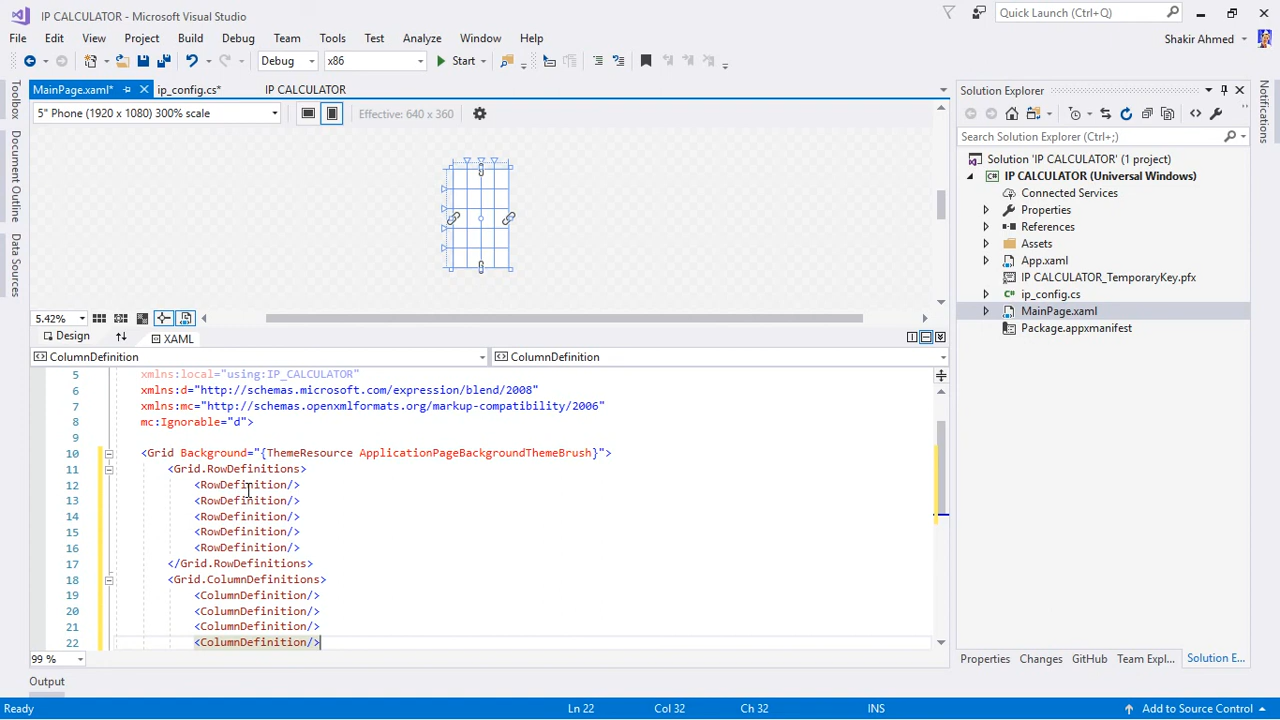 IP CALCULATOR - Microsoft Visual Studio
Quick Launch (Ctrl+Q)
File Edit View Project Build Debug Team Tools Test Analyze Window Help
Shakir Ahmed
Debug x86 Start
MainPage.xaml* ip_config.cs* IP CALCULATOR
Solution Explorer
5" Phone (1920 x 1080) 300% scale Effective: 640 x 360
Search Solution Explorer (Ctrl+;)
Toolbox
Document Outline
Data Sources
Notifications
Solution 'IP CALCULATOR' (1 project)
IP CALCULATOR (Universal Windows)
Connected Services
Properties
References
Assets
App.xaml
IP CALCULATOR_TemporaryKey.pfx
ip_config.cs
MainPage.xaml
Package.appxmanifest
5.42%
Design XAML
ColumnDefinition ColumnDefinition
5 xmlns:local="using:IP_CALCULATOR"
6 xmlns:d="http://schemas.microsoft.com/expression/blend/2008"
7 xmlns:mc="http://schemas.openxmlformats.org/markup-compatibility/2006"
8 mc:Ignorable="d">
9
10 <Grid Background="{ThemeResource ApplicationPageBackgroundThemeBrush}">
11 <Grid.RowDefinitions>
12 <RowDefinition/>
13 <RowDefinition/>
14 <RowDefinition/>
15 <RowDefinition/>
16 <RowDefinition/>
17 </Grid.RowDefinitions>
18 <Grid.ColumnDefinitions>
19 <ColumnDefinition/>
20 <ColumnDefinition/>
21 <ColumnDefinition/>
22 <ColumnDefinition/>
99 %
Properties Changes GitHub Team Expl... Solution E...
Output
Ready Ln 22 Col 32 Ch 32 INS Add to Source Control